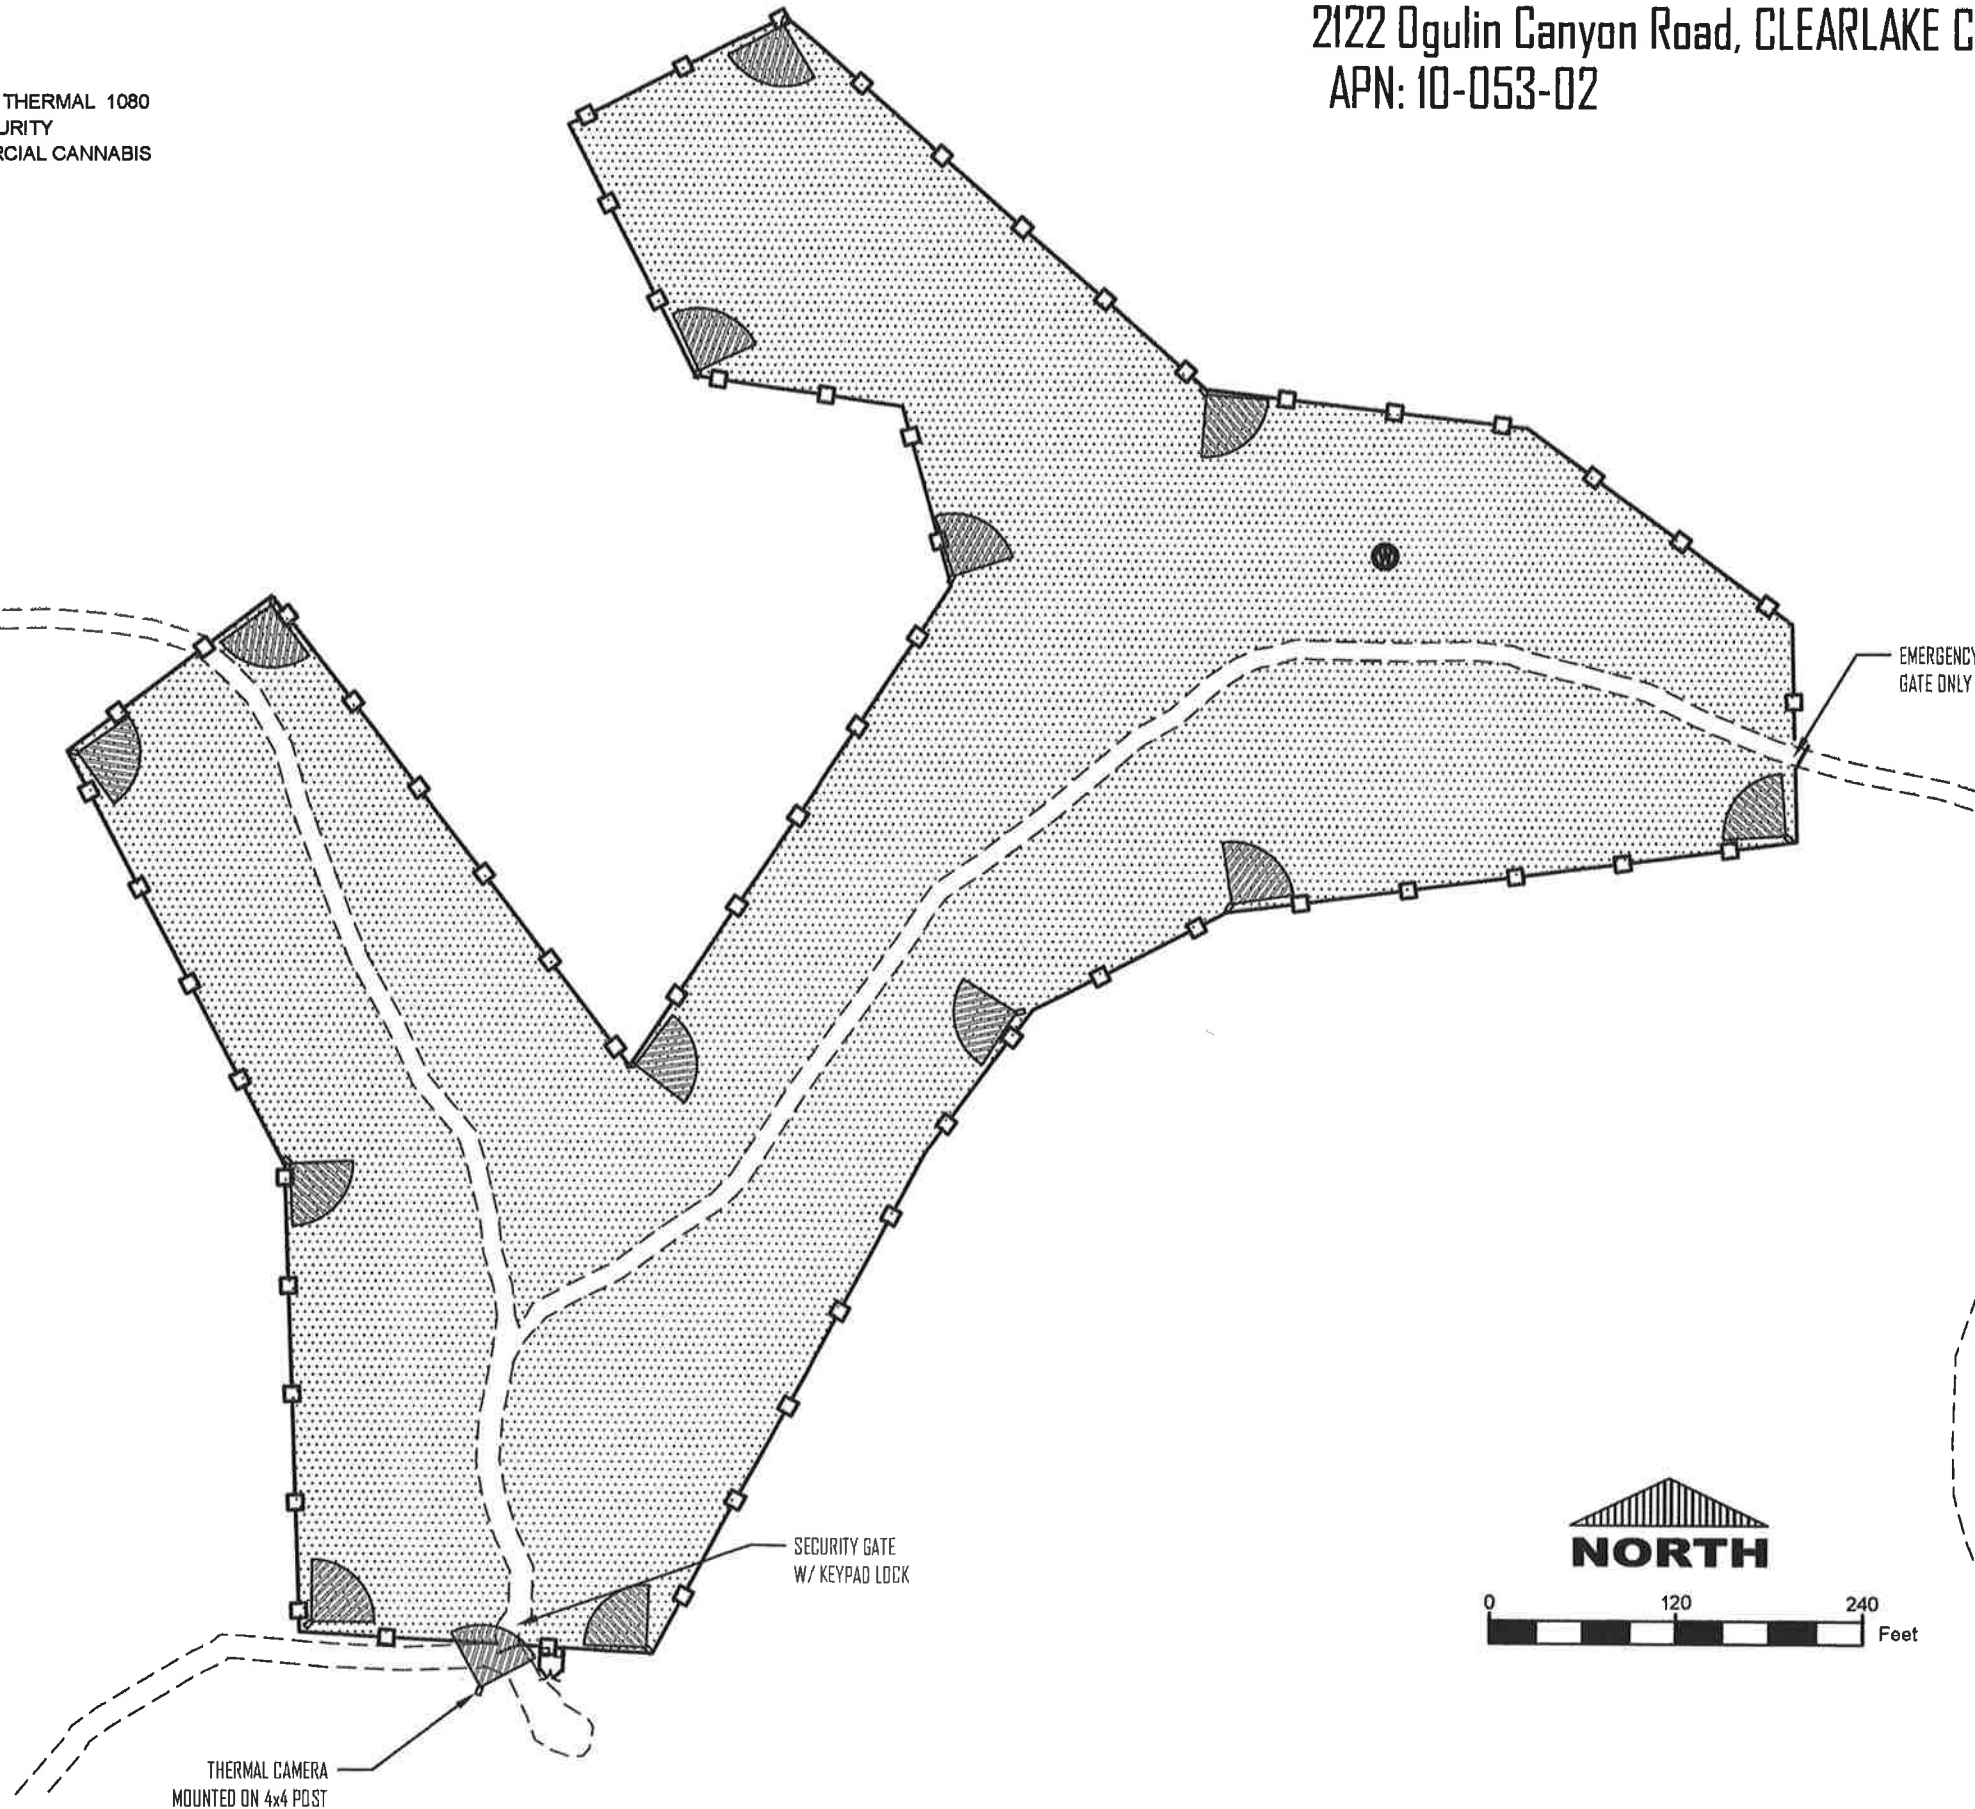 2122 Ogulin Canyon Road, CLEARLAKE C
APN: 10-053-02
THERMAL 1080
URITY
RCIAL CANNABIS
W
EMERGENCY
GATE ONLY
SECURITY GATE
W/ KEYPAD LOCK
NORTH
0 120 240
Feet
THERMAL CAMERA
MOUNTED ON 4x4 POST